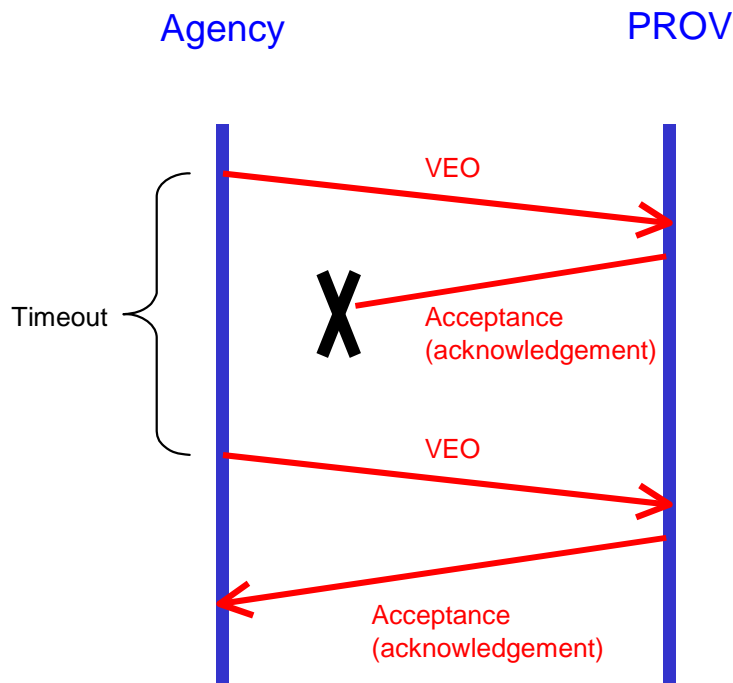 Agency
PROV
VEO
Timeout
Acceptance
(acknowledgement)
VEO
Acceptance
(acknowledgement)